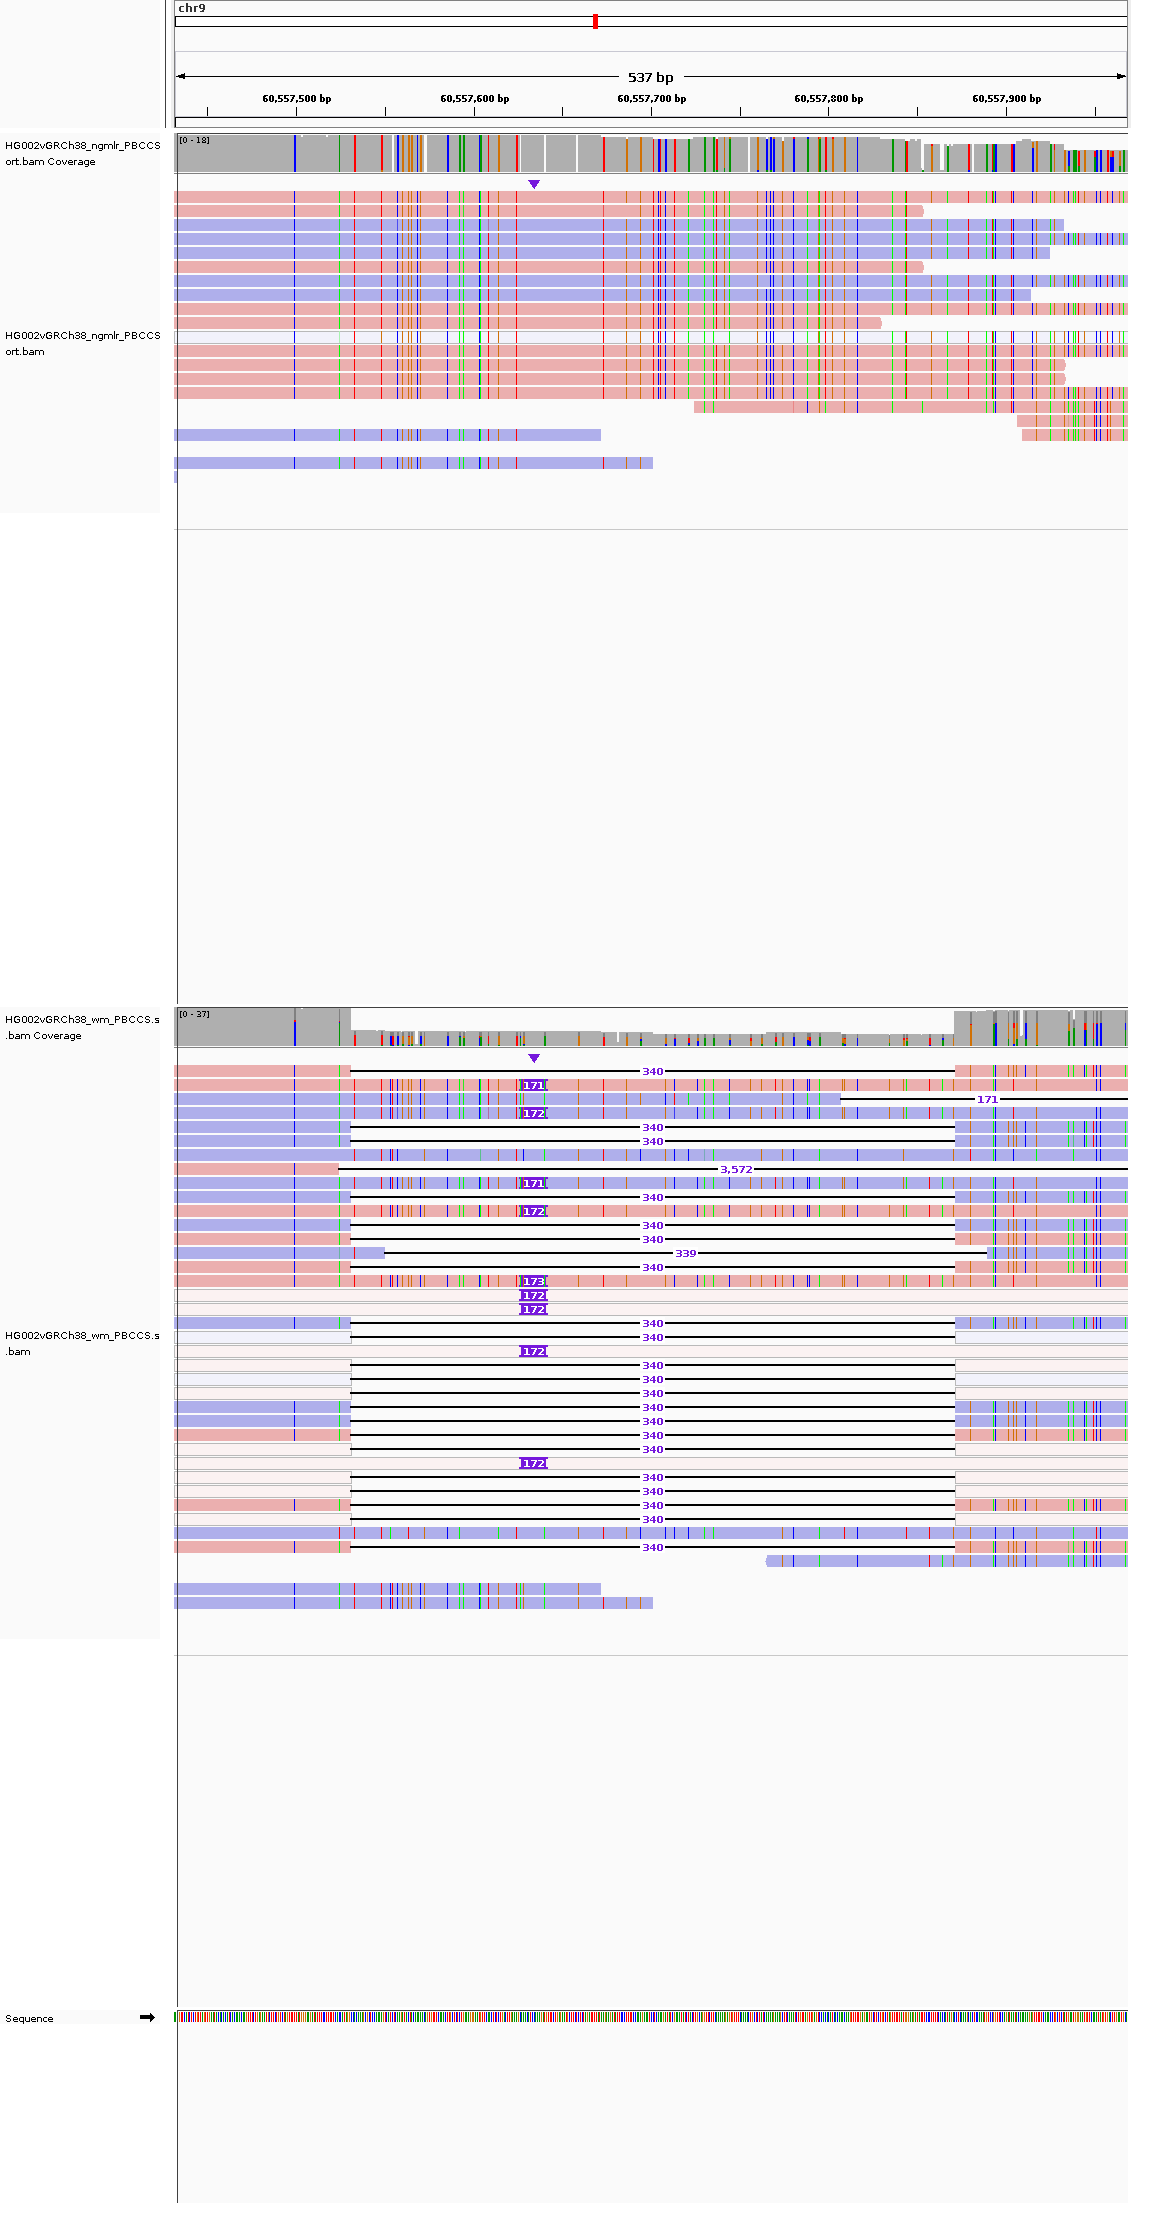 chr9
537 bp
60,557,500 bp 60,557,600 bp 60,557,700 bp 60,557,800 bp 60,557,900 bp
HG002vGRCh38_ngmlr_PBCCS
ort.bam Coverage
[0 - 18]
HG002vGRCh38_ngmlr_PBCCS
ort.bam
HG002vGRCh38_wm_PBCCS.s
.bam Coverage
[0 - 37]
340
171
171
172
340
340
3,572
171
340
172
340
340
339
340
173
172
172
340
HG002vGRCh38_wm_PBCCS.s
.bam
340
172
340
340
340
340
340
340
340
172
340
340
340
340
340
Sequence